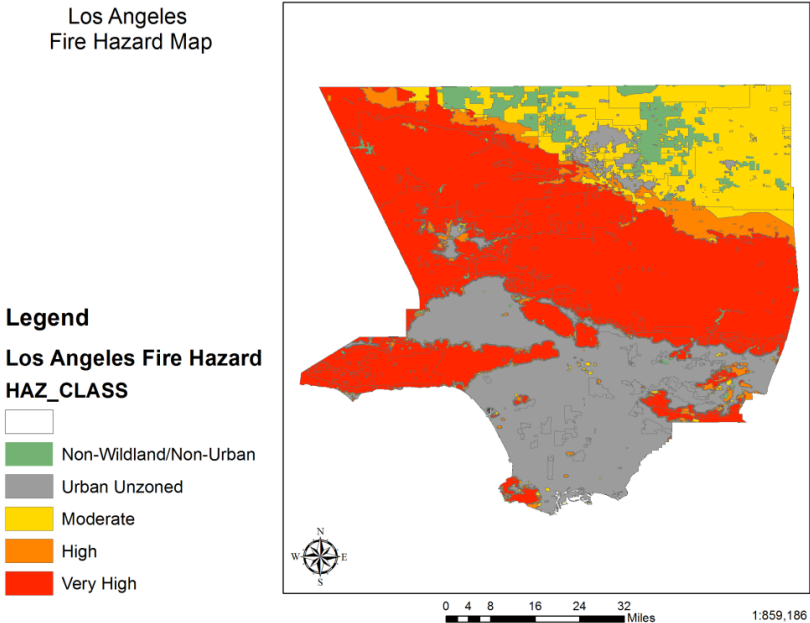 Los Angeles
Fire Hazard Map
Legend
Los Angeles Fire Hazard
HAZ_CLASS
Non-Wildland/Non-Urban
Urban Unzoned
Moderate
High
Very High
N
W E
S
0 4 8 16 24 32
Miles
1:859,186